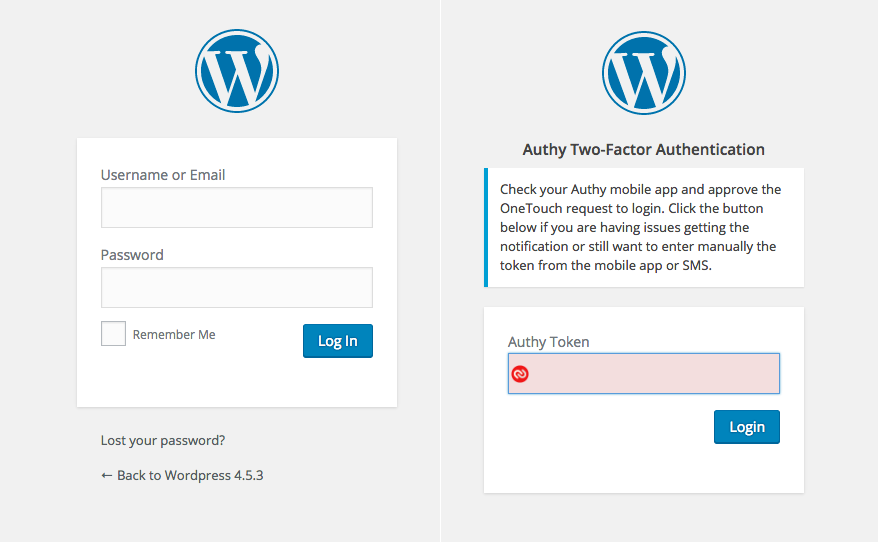 Username or Email
Password
Remember Me
Log In
Lost your password?
← Back to Wordpress 4.5.3
Authy Two-Factor Authentication
Check your Authy mobile app and approve the
OneTouch request to login. Click the button
below if you are having issues getting the
notification or still want to enter manually the
token from the mobile app or SMS.
Authy Token
Login